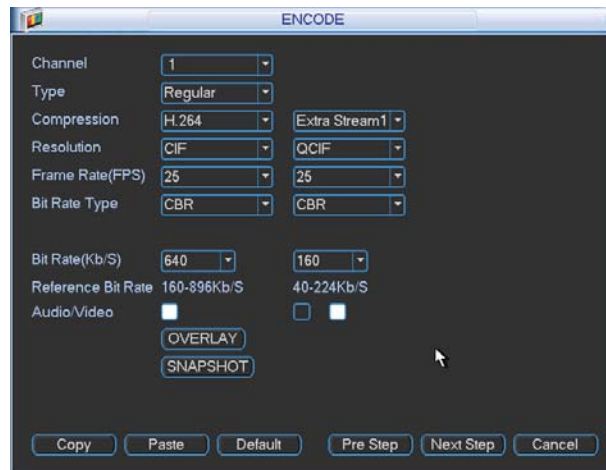 ENCODE
Channel 1
Type Regular
Compression H.264 Extra Stream1
Resolution CIF QCIF
Frame Rate(FPS) 25 25
Bit Rate Type CBR CBR
Bit Rate(Kb/S) 640 160
Reference Bit Rate 160-896Kb/S 40-224Kb/S
Audio/Video
OVERLAY
SNAPSHOT
Copy Paste Default Pre Step Next Step Cancel